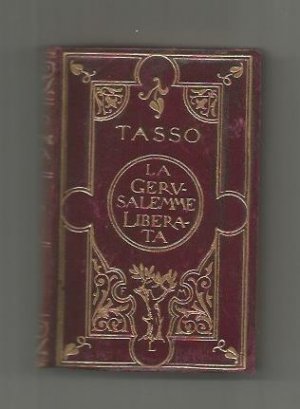 TASSO
LA
GERV-
SALEMME
LIBERA-
TA